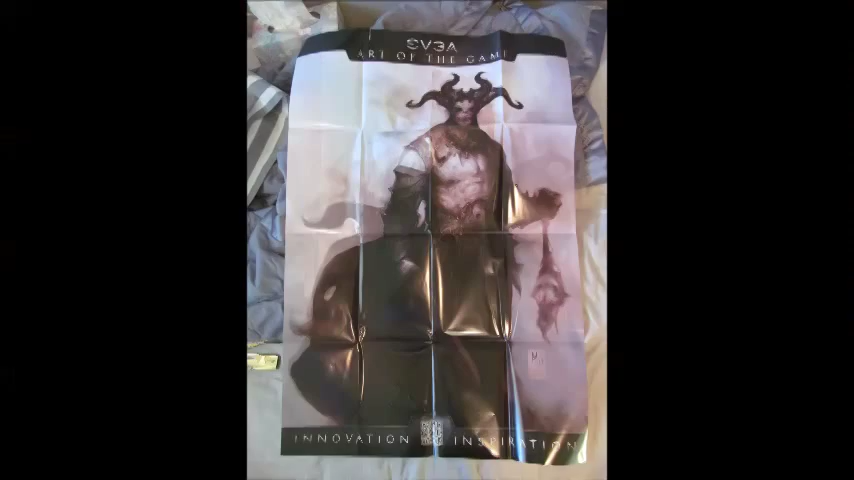 EVGA
ART OF THE GAME
INNOVATION INSPIRATION